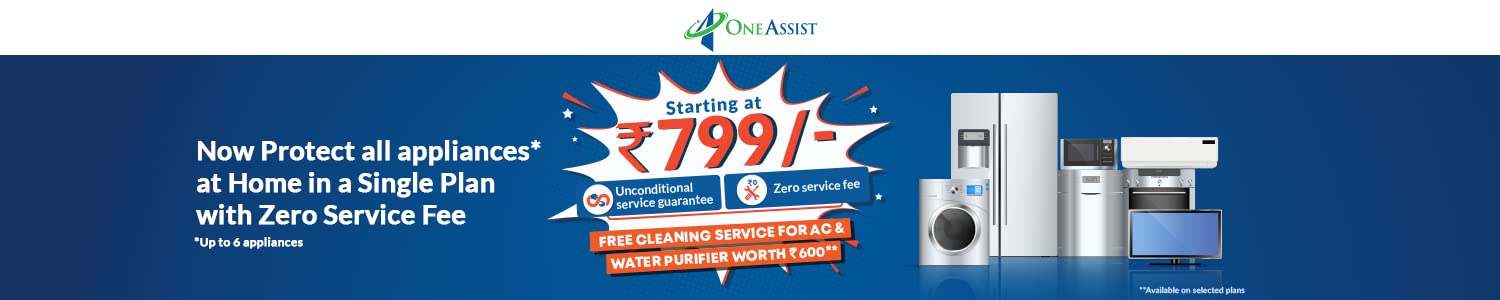 ONEASSIST
Now Protect all appliances*
at Home in a Single Plan
with Zero Service Fee
*Up to 6 appliances
Starting at
₹799/-
Unconditional
service guarantee
₹0
Zero service fee
FREE CLEANING SERVICE FOR AC &
WATER PURIFIER WORTH ₹600**
**Available on selected plans